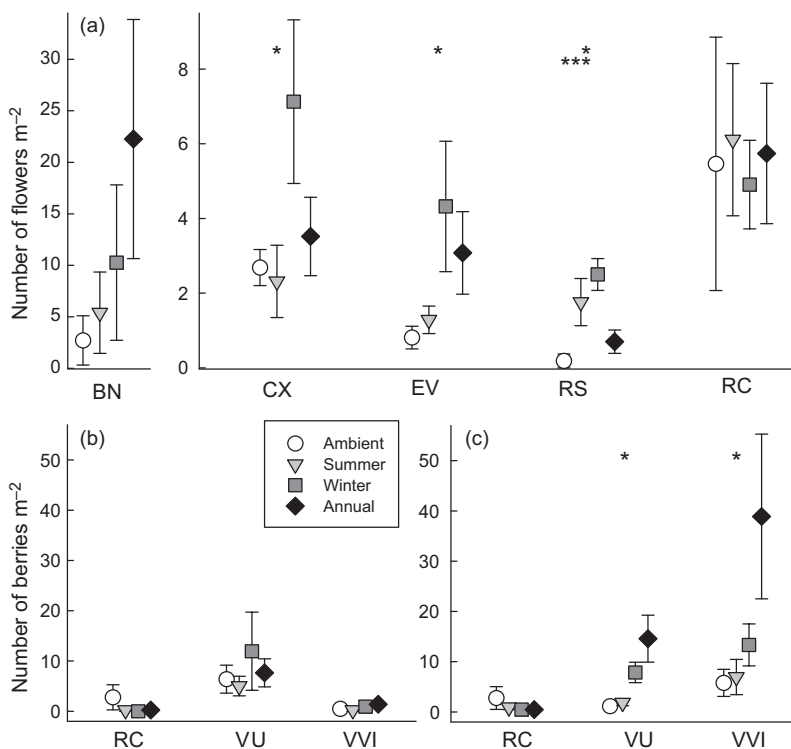 (a)
Number of flowers m⁻²
30
25
20
15
10
5
0
BN
8
6
4
2
0
*
*
*
***
CX EV RS RC
(b)
Number of berries m⁻²
50
40
30
20
10
0
RC VU VVI
Ambient
Summer
Winter
Annual
(c)
50
40
30
20
10
0
* *
RC VU VVI